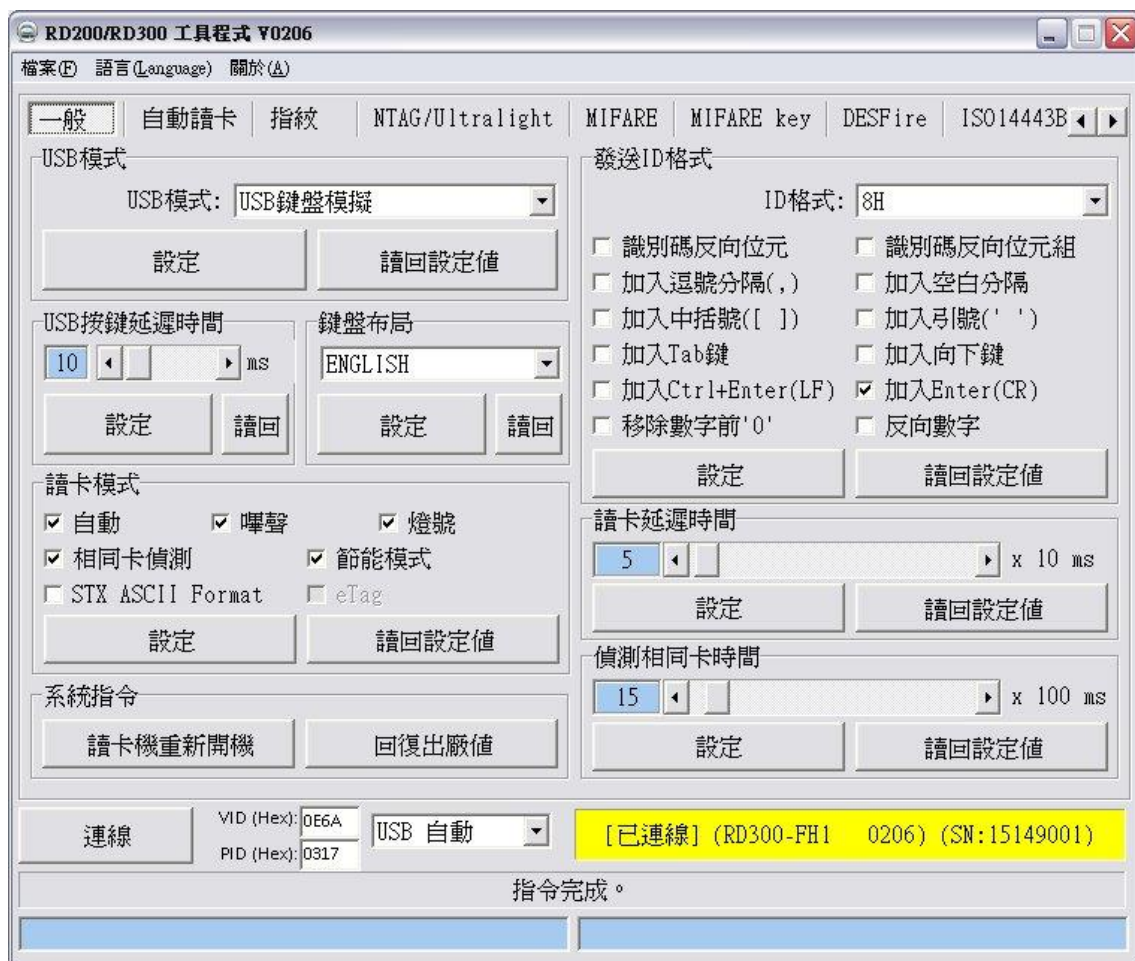 RD200/RD300 工具程式 V0206
檔案(F) 語言(Language) 關於(A)
一般 自動讀卡 指紋 NTAG/Ultralight MIFARE MIFARE key DESFire ISO14443B
USB模式
USB模式: USB鍵盤模擬
設定 讀回設定值
USB按鍵延遲時間
10 ms
設定 讀回
鍵盤布局
ENGLISH
設定 讀回
讀卡模式
自動 嗶聲 燈號
相同卡偵測 節能模式
STX ASCII Format eTag
設定 讀回設定值
系統指令
讀卡機重新開機 回復出廠值
發送ID格式
ID格式: 8H
識別碼反向位元 識別碼反向位元組
加入逗號分隔(,) 加入空白分隔
加入中括號([ ]) 加入引號(' ')
加入Tab鍵 加入向下鍵
加入Ctrl+Enter(LF) 加入Enter(CR)
移除數字前'0' 反向數字
設定 讀回設定值
讀卡延遲時間
5 x 10 ms
設定 讀回設定值
偵測相同卡時間
15 x 100 ms
設定 讀回設定值
連線 VID (Hex): 0E6A USB 自動 [已連線] (RD300-FH1 0206) (SN:15149001)
PID (Hex): 0317
指令完成。